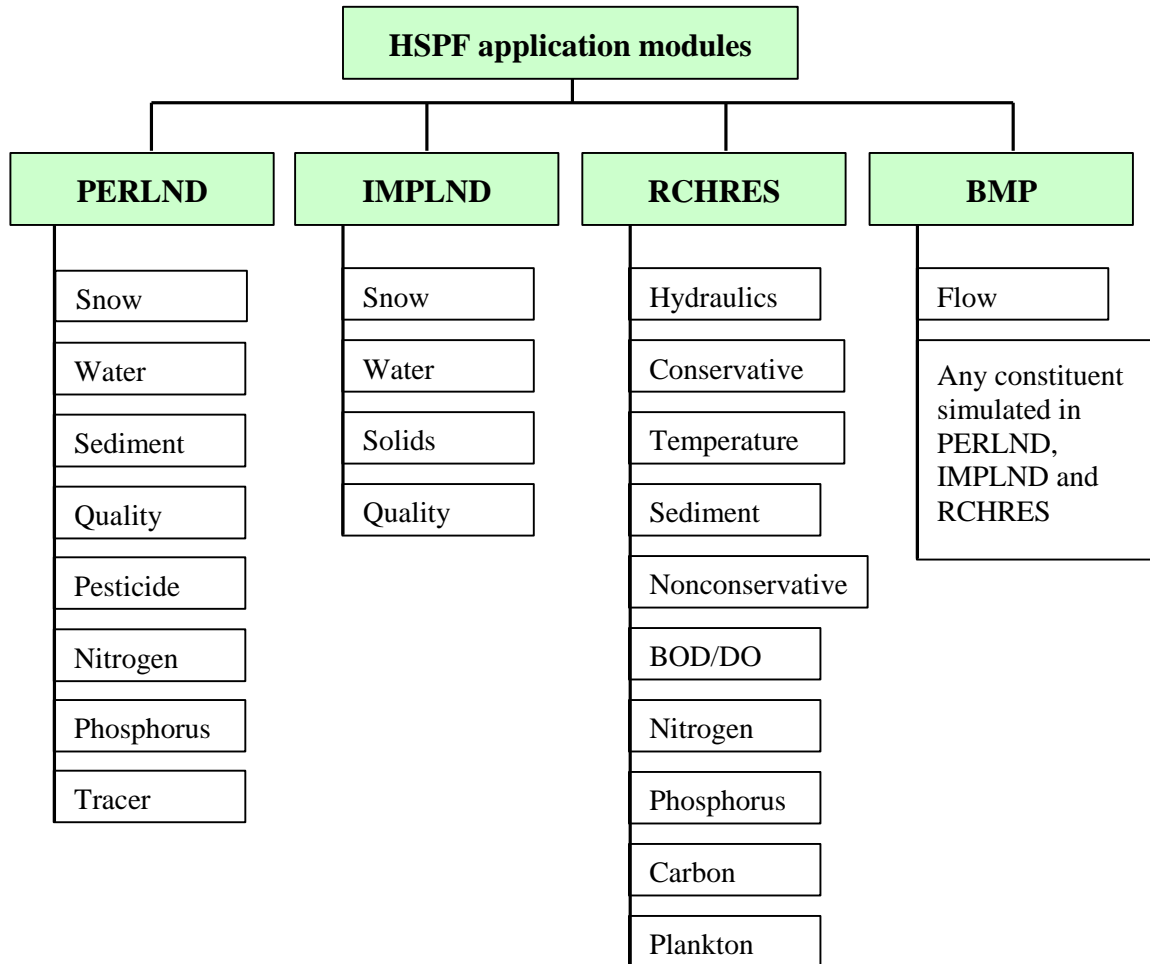 HSPF application modules
PERLND
IMPLND
RCHRES
BMP
Snow
Water
Sediment
Quality
Pesticide
Nitrogen
Phosphorus
Tracer
Snow
Water
Solids
Quality
Hydraulics
Conservative
Temperature
Sediment
Nonconservative
BOD/DO
Nitrogen
Phosphorus
Carbon
Plankton
Flow
Any constituent
simulated in
PERLND,
IMPLND and
RCHRES